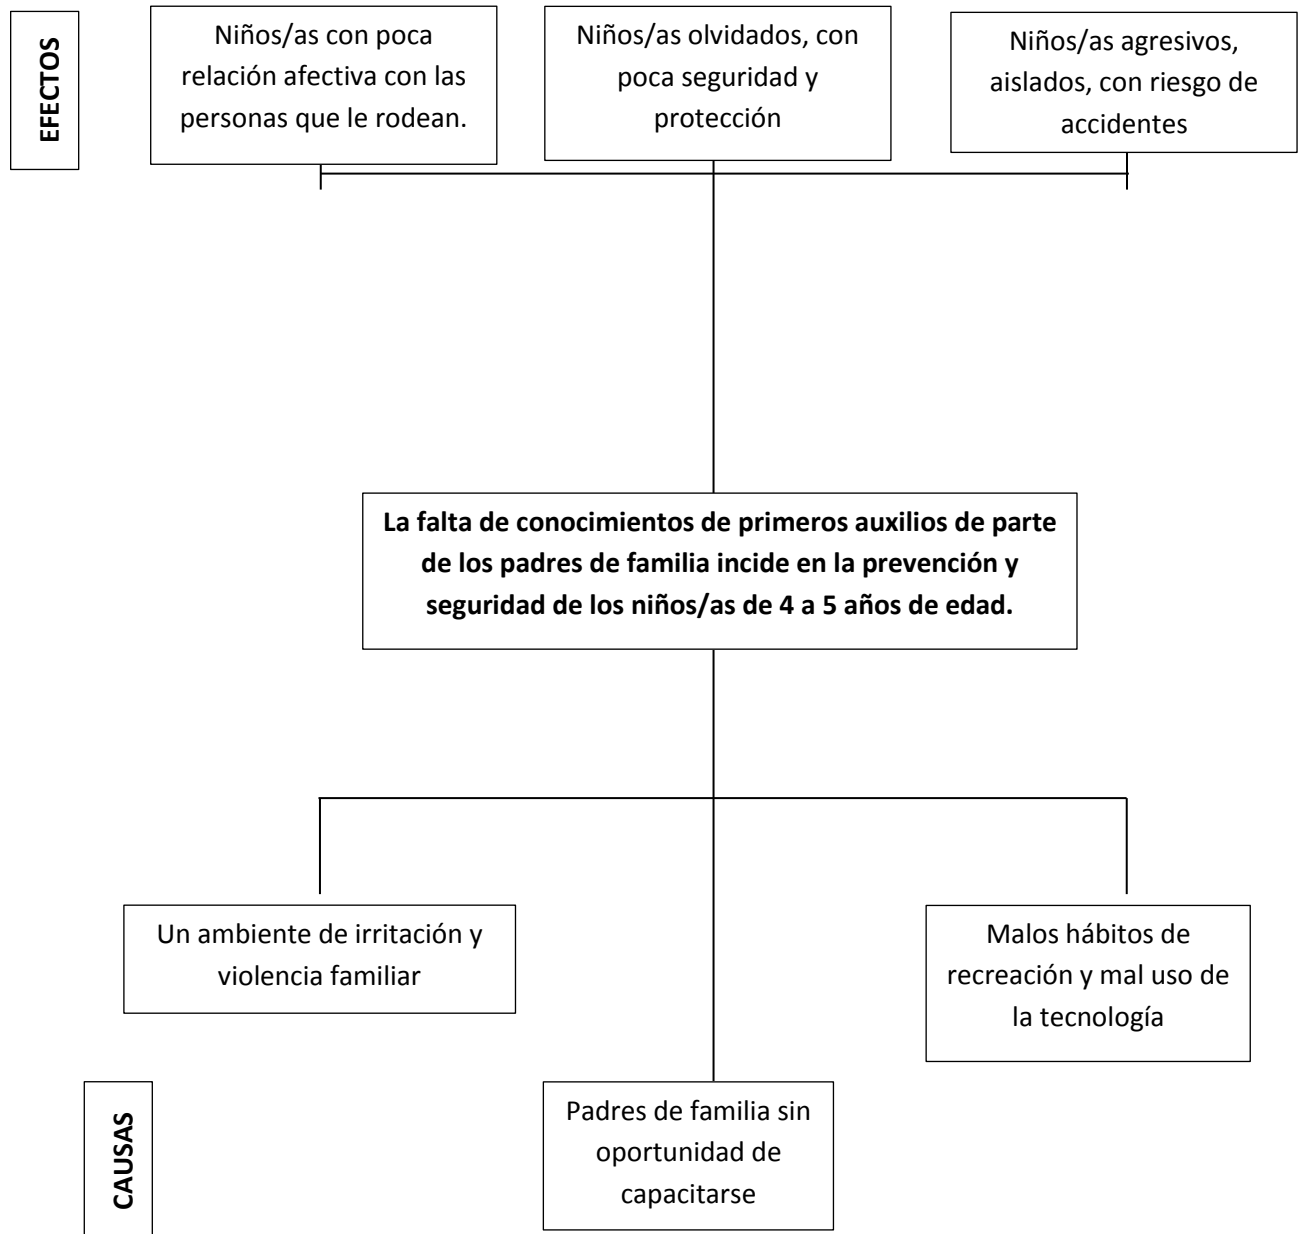 EFECTOS
Niños/as con poca
relación afectiva con las
personas que le rodean.
Niños/as olvidados, con
poca seguridad y
protección
Niños/as agresivos,
aislados, con riesgo de
accidentes
La falta de conocimientos de primeros auxilios de parte
de los padres de familia incide en la prevención y
seguridad de los niños/as de 4 a 5 años de edad.
Un ambiente de irritación y
violencia familiar
Malos hábitos de
recreación y mal uso de
la tecnología
CAUSAS
Padres de familia sin
oportunidad de
capacitarse